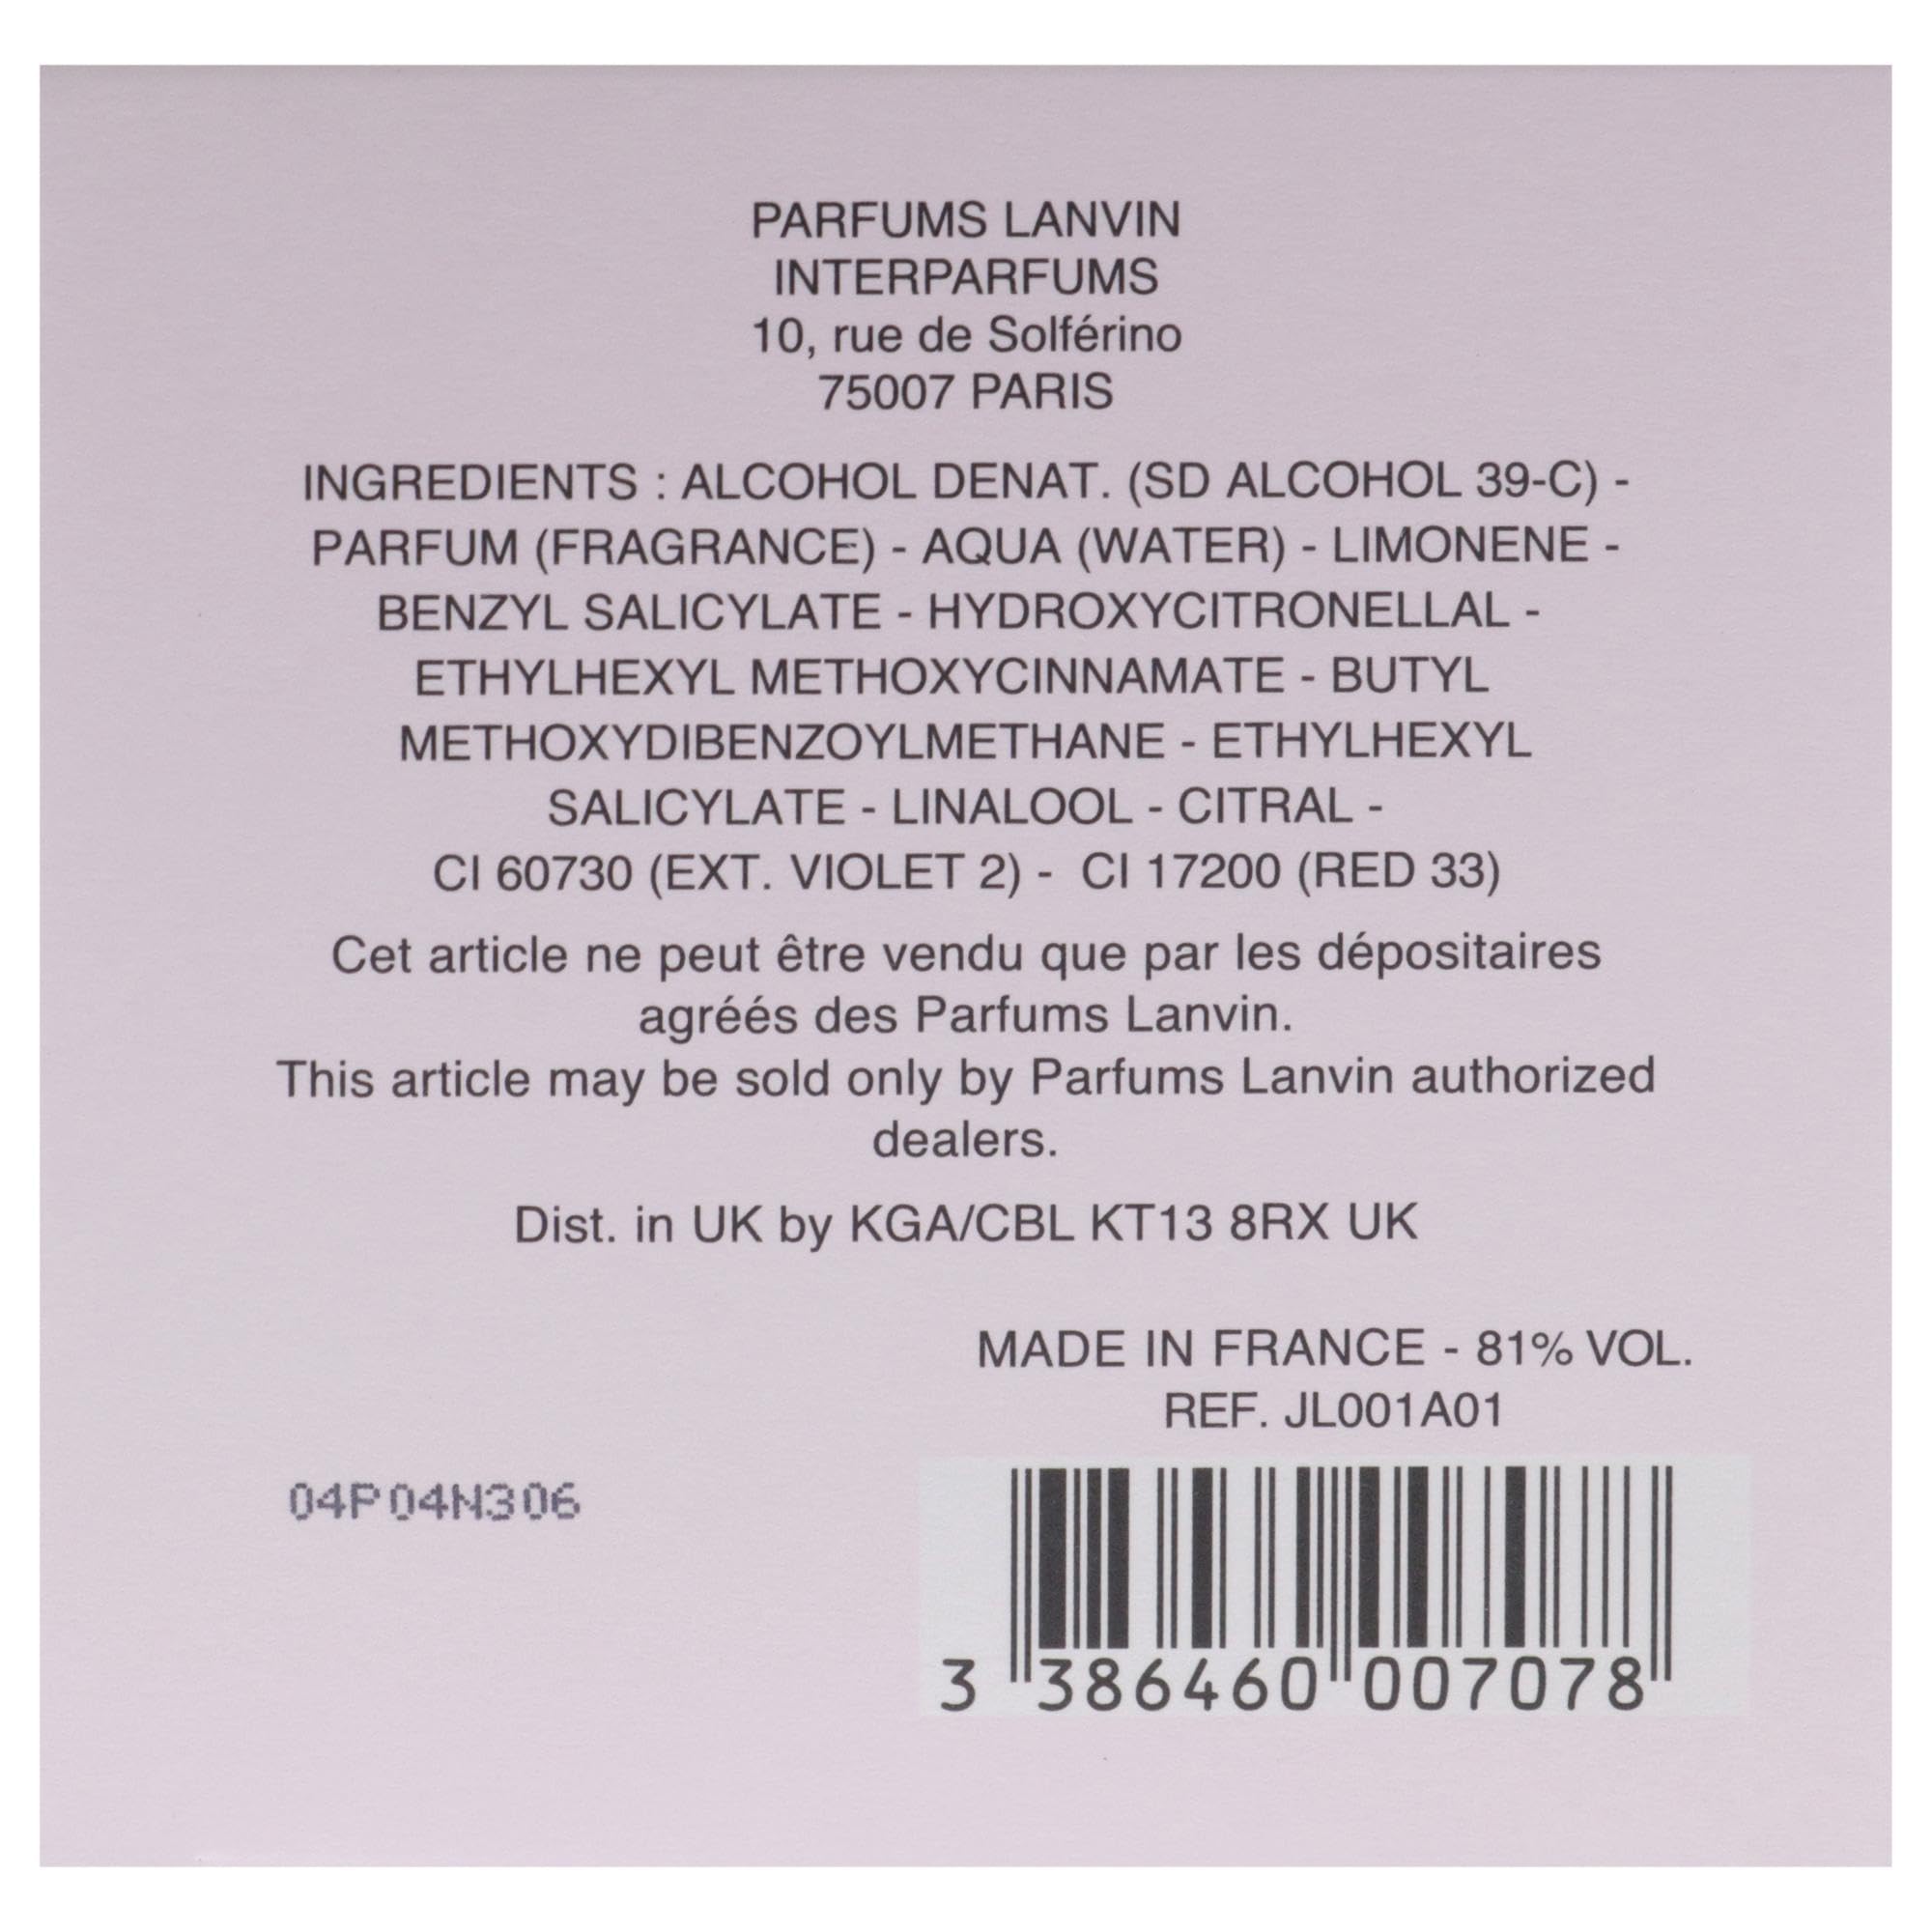 PARFUMS LANVIN
INTERPARFUMS
10, rue de Solférino
75007 PARIS
INGREDIENTS : ALCOHOL DENAT. (SD ALCOHOL 39-C) -
PARFUM (FRAGRANCE) - AQUA (WATER) - LIMONENE -
BENZYL SALICYLATE - HYDROXYCITRONELLAL -
ETHYLHEXYL METHOXYCINNAMATE - BUTYL
METHOXYDIBENZOYLMETHANE - ETHYLHEXYL
SALICYLATE - LINALOOL - CITRAL -
CI 60730 (EXT. VIOLET 2) - CI 17200 (RED 33)
Cet article ne peut être vendu que par les dépositaires
agréés des Parfums Lanvin.
This article may be sold only by Parfums Lanvin authorized
dealers.
Dist. in UK by KGA/CBL KT13 8RX UK
MADE IN FRANCE - 81% VOL.
REF. JL001A01
04P04N306
3 386460 007078